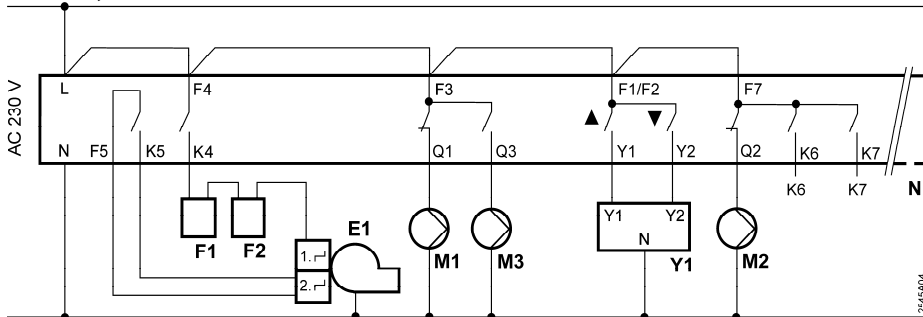 AC 230 V
L F4 F3 F1/F2 F7
▲ ▼
N F5 K5 K4 Q1 Q3 Y1 Y2 Q2 K6 K7
K6 K7 N
Y1 Y2
N
F1 F2 E1 M1 M3 Y1 M2
1.
2.
2545A04